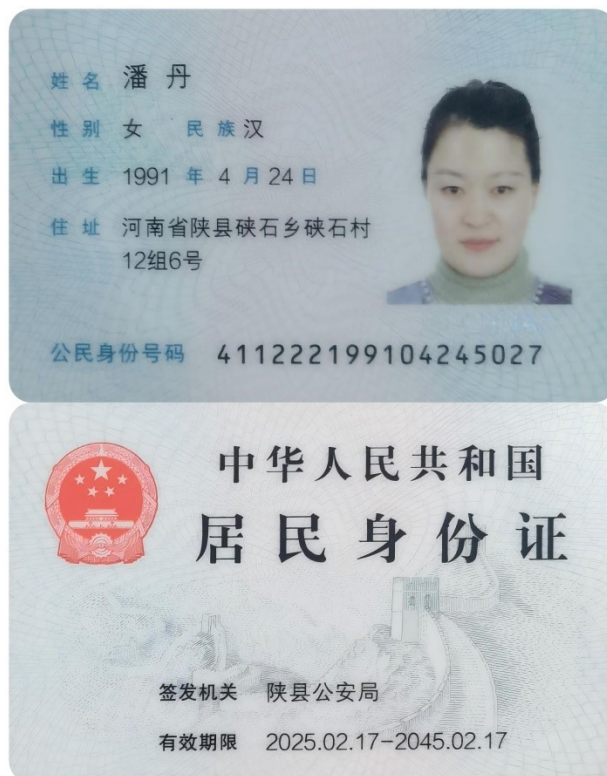 姓名 潘丹
性别 女 民族 汉
出生 1991 年 4 月 24 日
住址 河南省陕县硖石乡硖石村
12组6号
公民身份号码 411222199104245027
中华人民共和国
居民身份证
签发机关 陕县公安局
有效期限 2025.02.17-2045.02.17